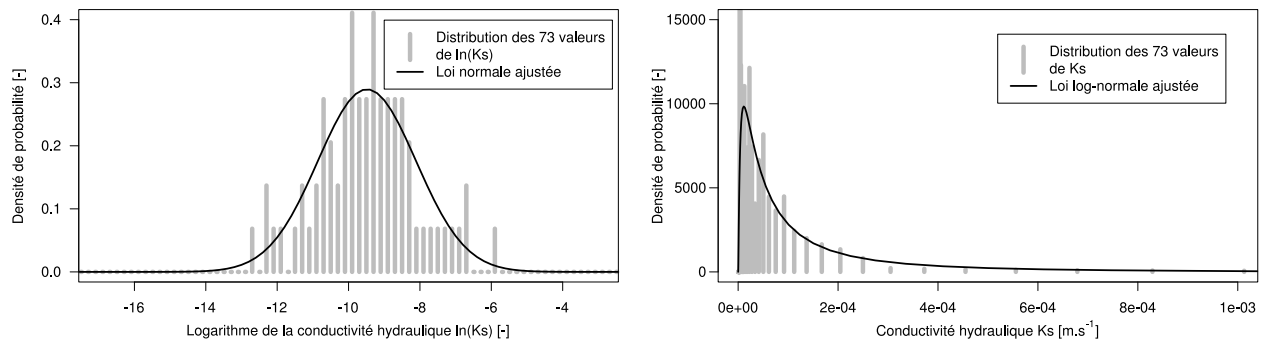 0.4
0.3
0.2
0.1
0.0
Densité de probabilité [-]
Distribution des 73 valeurs
de ln(Ks)
Loi normale ajustée
-16
-14
-12
-10
-8
-6
-4
Logarithme de la conductivité hydraulique ln(Ks) [-]
15000
10000
5000
0
Densité de probabilité [-]
Distribution des 73 valeurs
de Ks
Loi log-normale ajustée
0e+00
2e-04
4e-04
6e-04
8e-04
1e-03
Conductivité hydraulique Ks [m.s⁻¹]